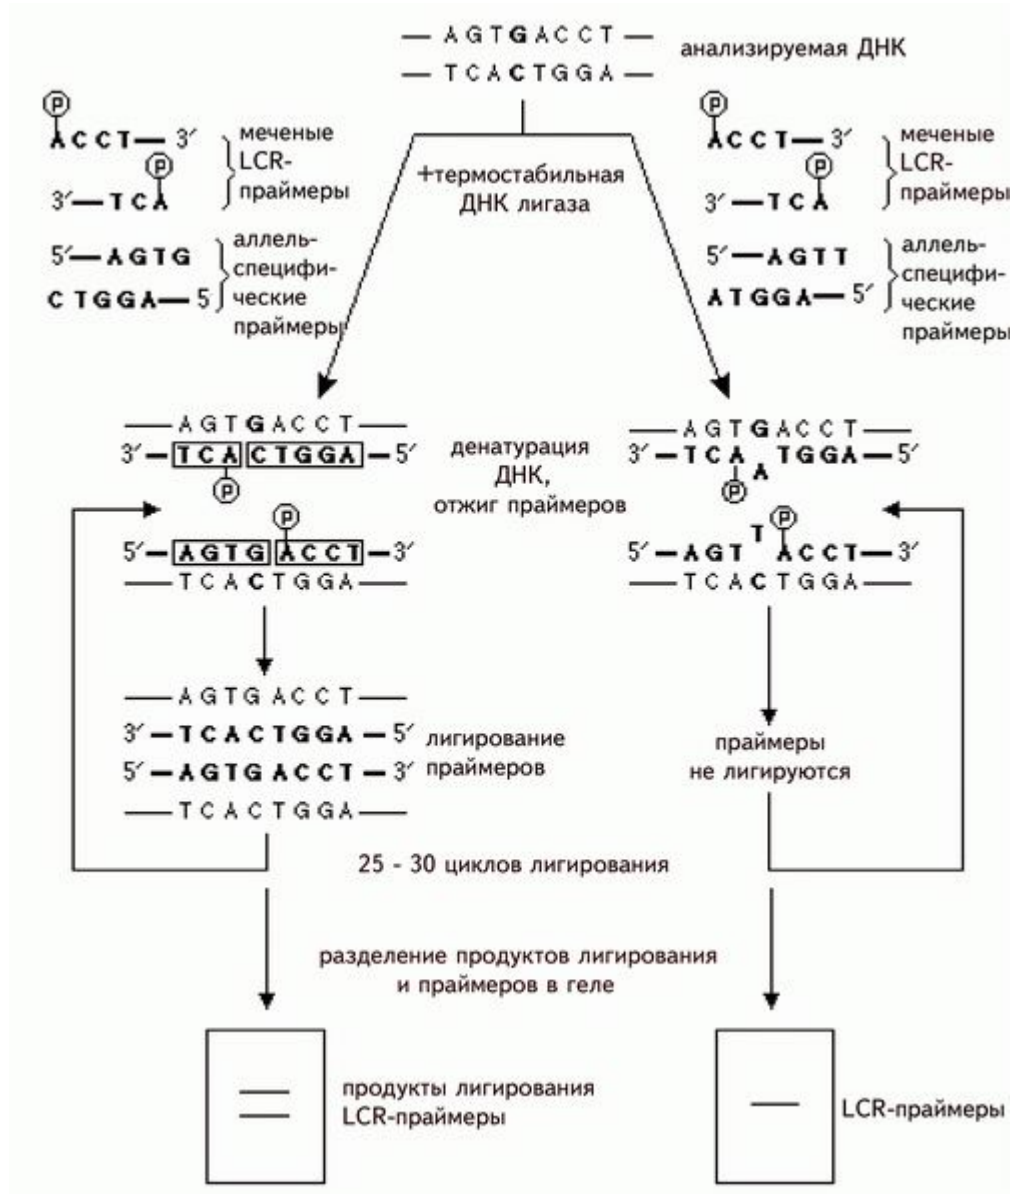 — A G T G A C C T —
анализируемая ДНК
— T C A C T G G A —
P
A C C T — 3′
P
3′ — T C A
меченые
LCR-
праймеры
5′ — A G T G
C T G G A — 5
аллель-
специфи-
ческие
праймеры
+термостабильная
ДНК лигаза
P
A C C T — 3′
P
3′ — T C A
меченые
LCR-
праймеры
5′ — A G T T
A T G G A — 5′
аллель-
специфи-
ческие
праймеры
— A G T G A C C T —
3′ — T C A C T G G A — 5′
P
P
5′ — A G T G A C C T — 3′
— T C A C T G G A —
денатурация
ДНК,
отжиг праймеров
— A G T G A C C T —
3′ — T C A T G G A — 5′
A
P
T P
5′ — A G T A C C T — 3′
— T C A C T G G A —
— A G T G A C C T —
3′ — T C A C T G G A — 5′
5′ — A G T G A C C T — 3′
— T C A C T G G A —
лигирование
праймеров
праймеры
не лигируются
25 - 30 циклов лигирования
разделение продуктов лигирования
и праймеров в геле
продукты лигирования
LCR-праймеры
LCR-праймеры